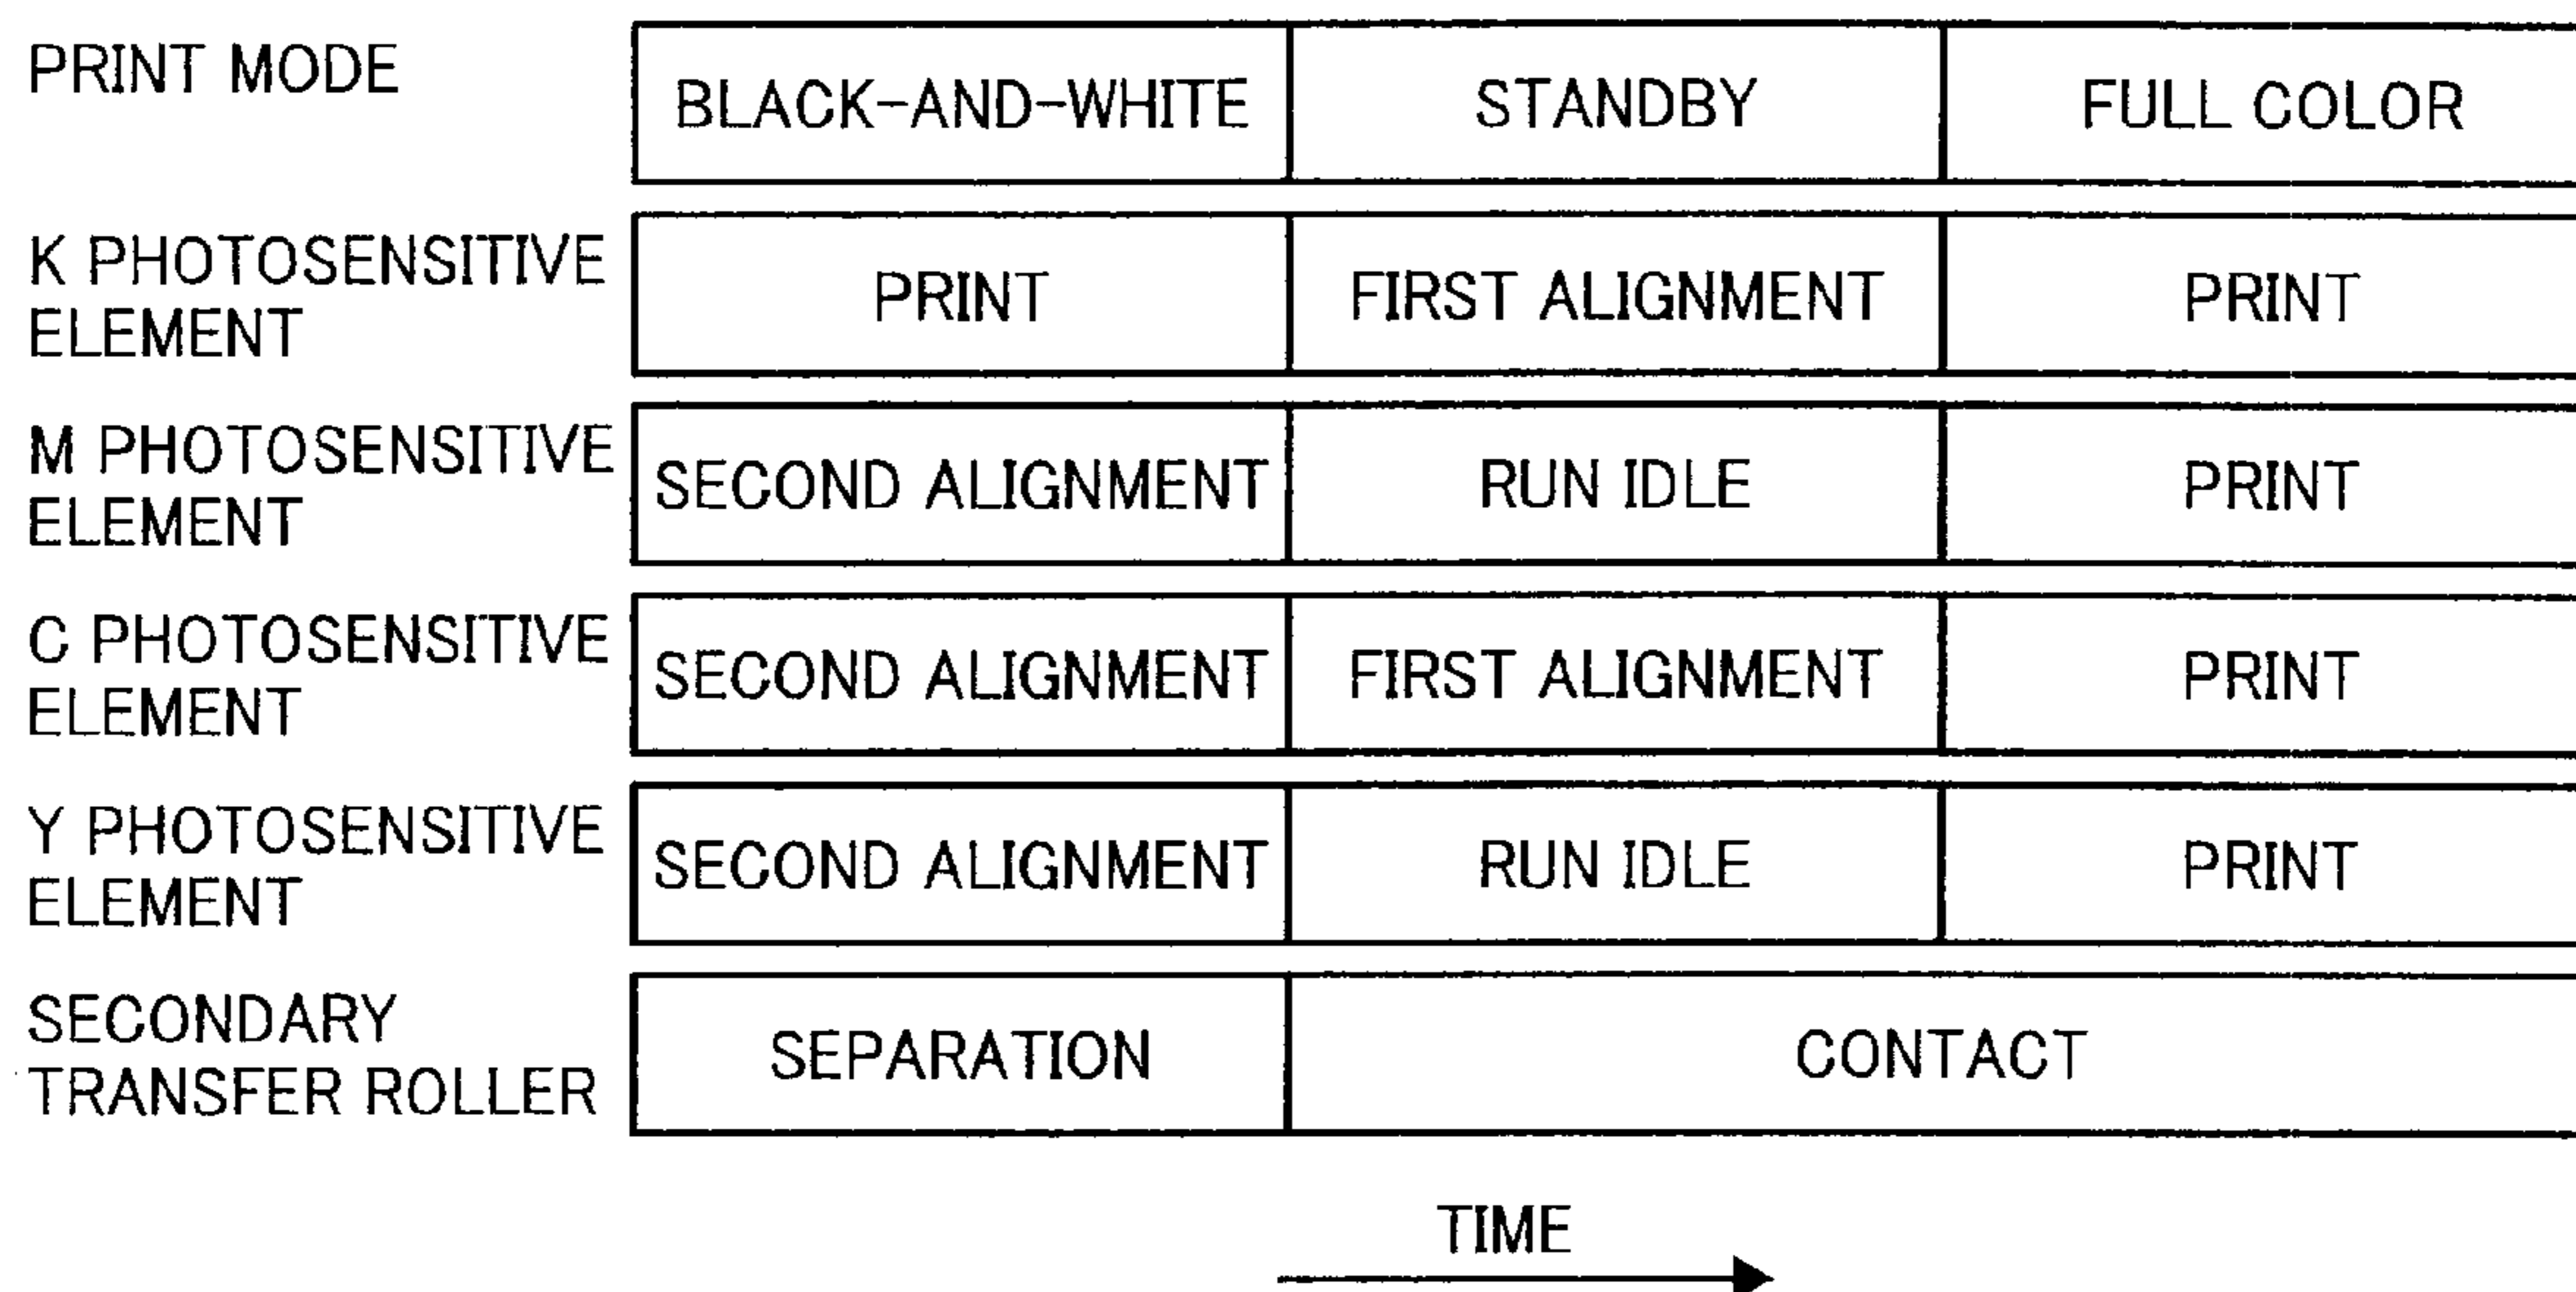 PRINT MODE
BLACK-AND-WHITE
STANDBY
FULL COLOR
K PHOTOSENSITIVE
ELEMENT
PRINT
FIRST ALIGNMENT
PRINT
M PHOTOSENSITIVE
ELEMENT
SECOND ALIGNMENT
RUN IDLE
PRINT
C PHOTOSENSITIVE
ELEMENT
SECOND ALIGNMENT
FIRST ALIGNMENT
PRINT
Y PHOTOSENSITIVE
ELEMENT
SECOND ALIGNMENT
RUN IDLE
PRINT
SECONDARY
TRANSFER ROLLER
SEPARATION
CONTACT
TIME